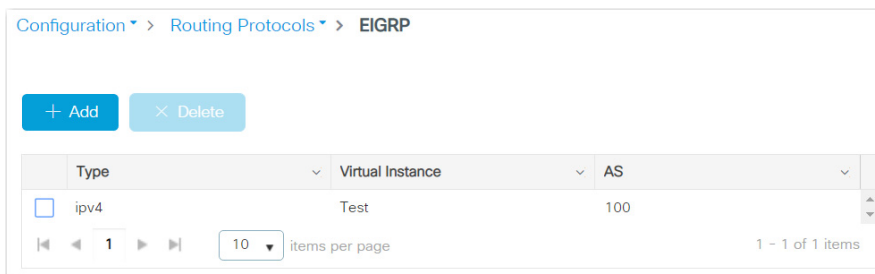 Configuration > Routing Protocols > EIGRP
+ Add × Delete
Type Virtual Instance AS
ipv4 Test 100
1 10 items per page 1 - 1 of 1 items